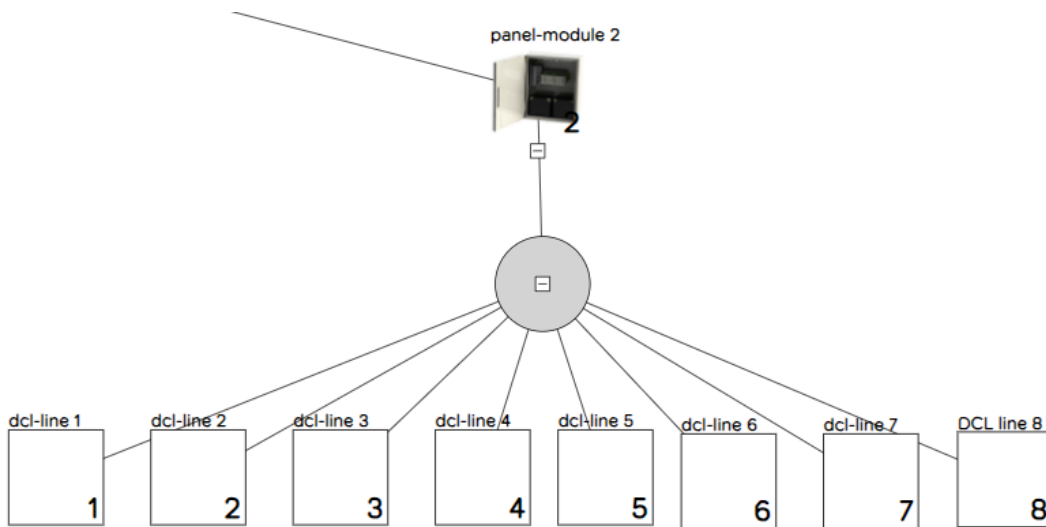 panel-module 2
2
dcl-line 1
dcl-line 2
dcl-line 3
dcl-line 4
dcl-line 5
dcl-line 6
dcl-line 7
DCL line 8
1
2
3
4
5
6
7
8